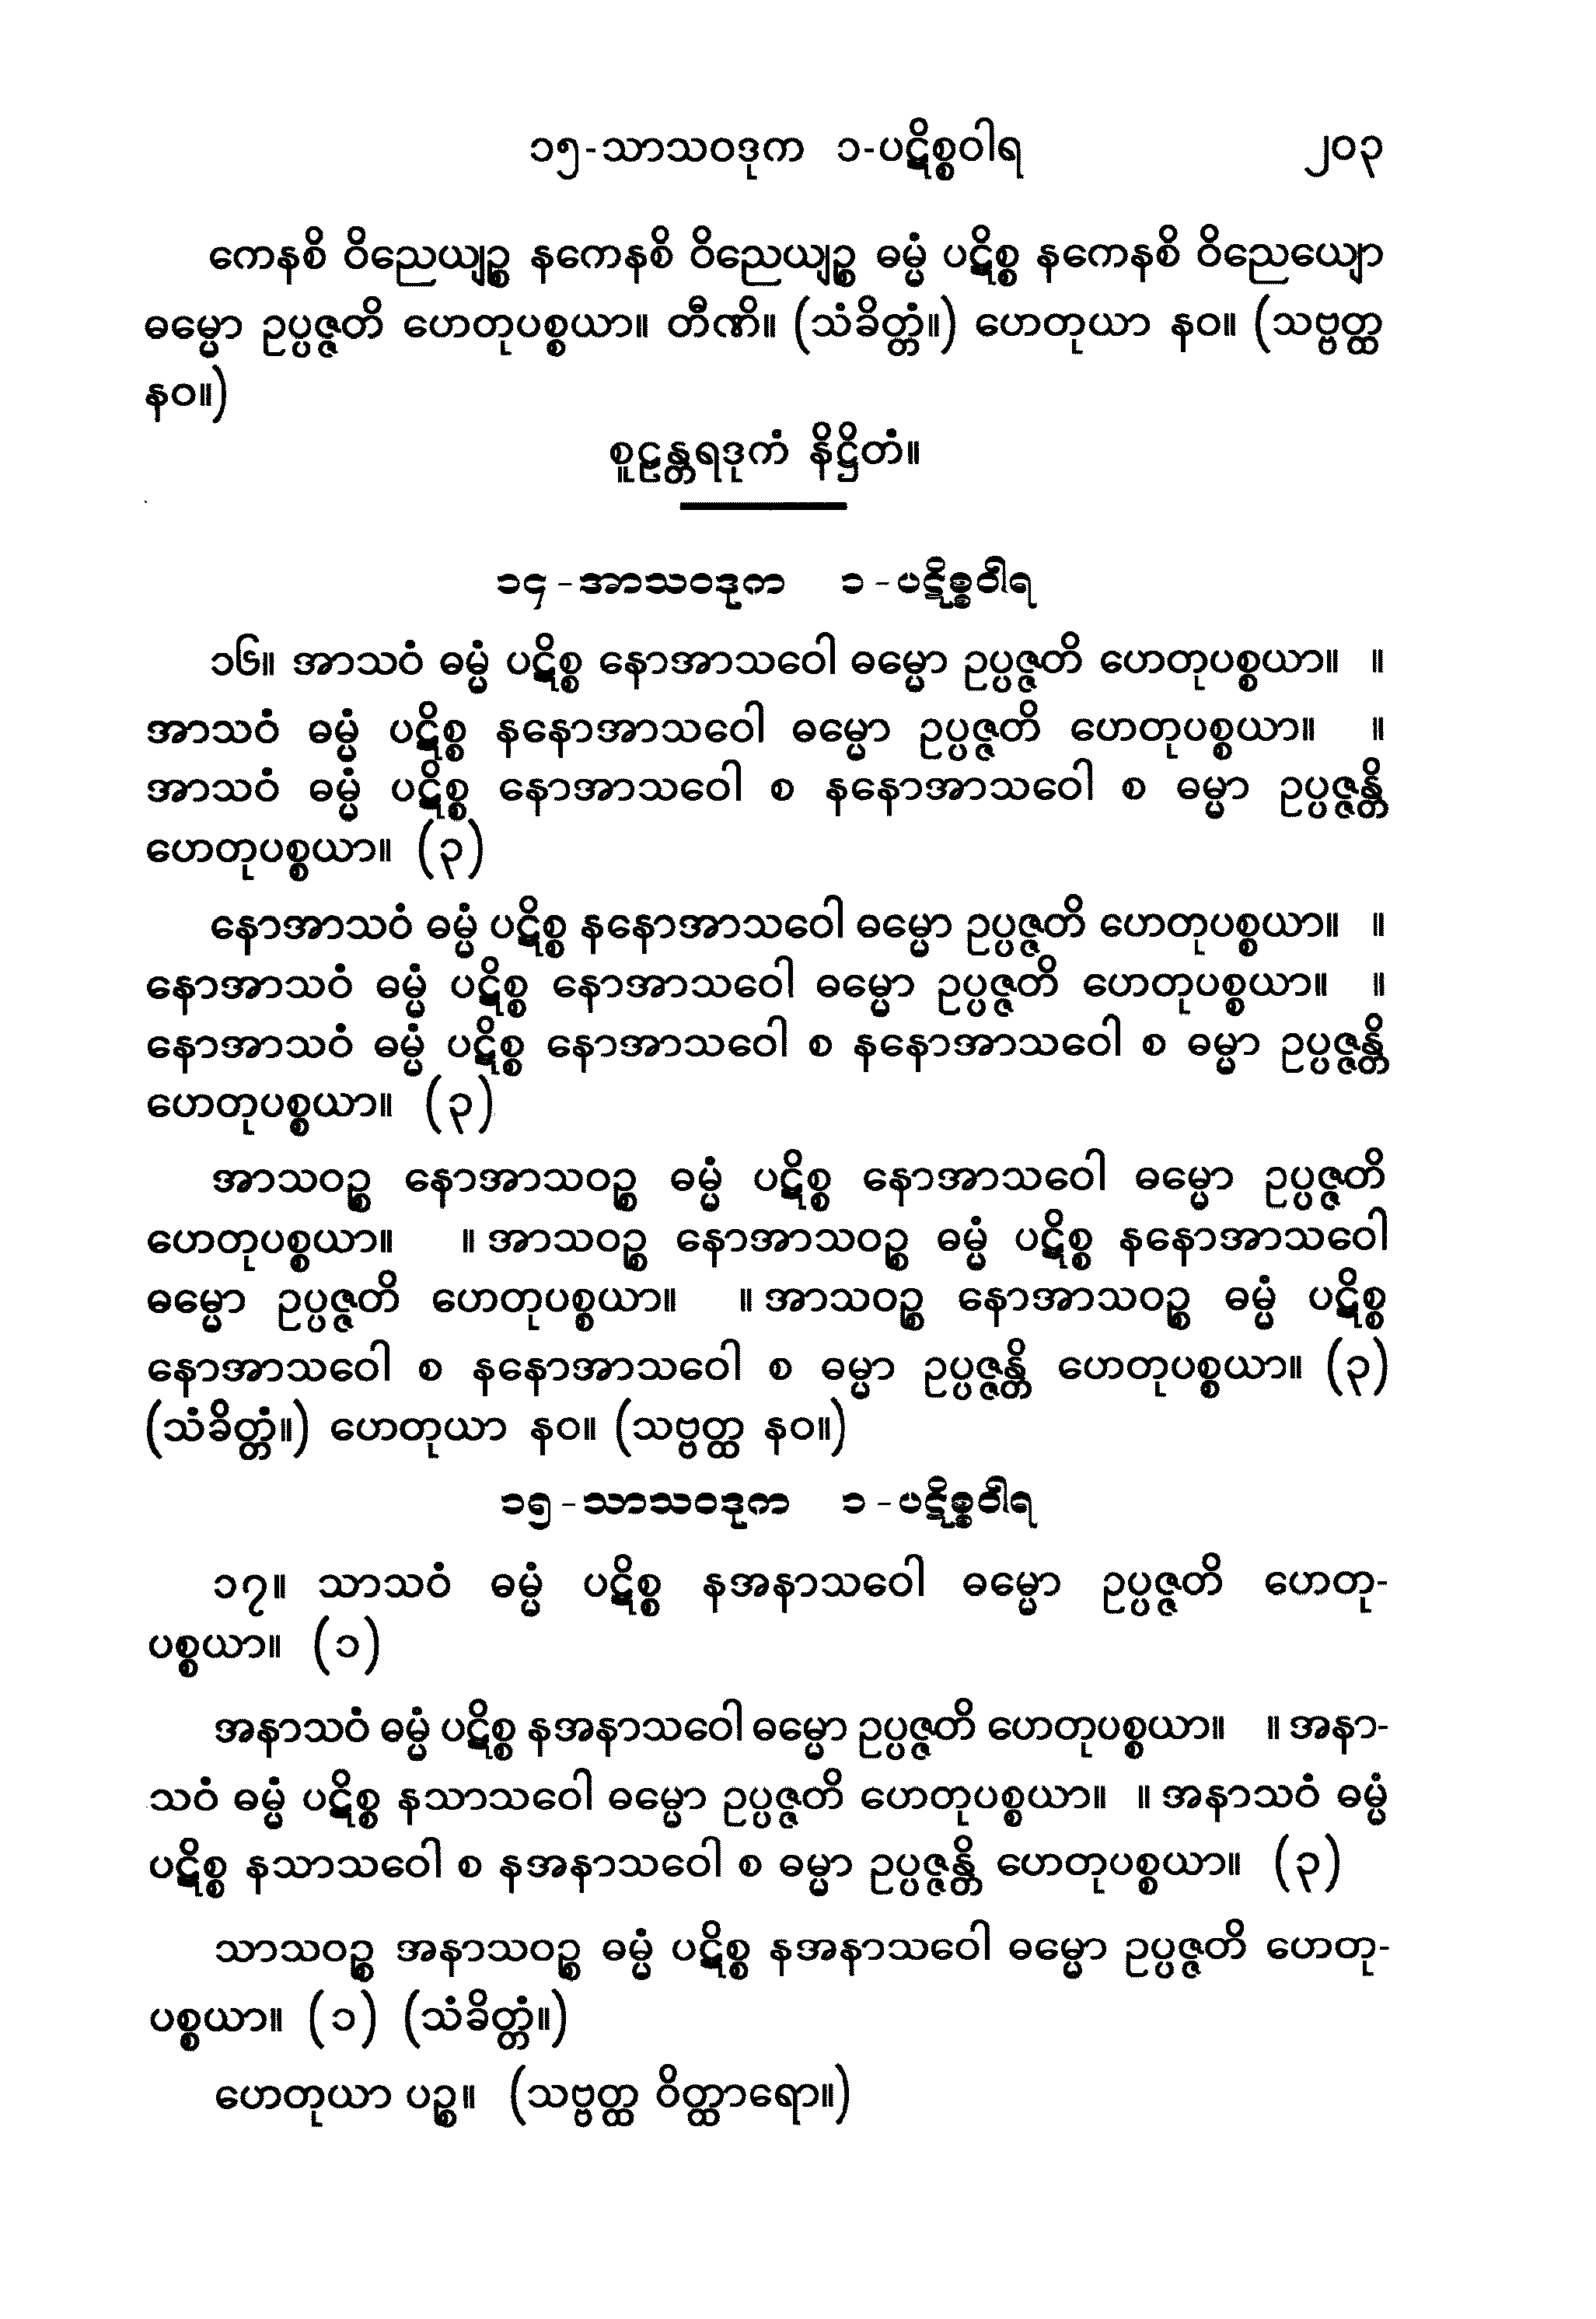 ၁၅-သာသဝဒုက ၁-ပဋိစ္စဝါရ ၂၀၃
ကေနစိ ဝိညေယျဉ္စ နကေနစိ ဝိညေယျဉ္စ ဓမ္မံ ပဋိစ္စ နကေနစိ ဝိညေယျော
ဓမ္မော ဥပ္ပဇ္ဇတိ ဟေတုပစ္စယာ။ တီဏိ။ (သံခိတ္တံ။) ဟေတုယာ နဝ။ (သဗ္ဗတ္ထ
နဝ။)
စူဠန္တရဒုကံ နိဋ္ဌိတံ။
၁၄-အာသဝဒုက ၁-ပဋိစ္စဝါရ
၁၆။ အာသဝံ ဓမ္မံ ပဋိစ္စ နောအာသဝေါ ဓမ္မော ဥပ္ပဇ္ဇတိ ဟေတုပစ္စယာ။ ။
အာသဝံ ဓမ္မံ ပဋိစ္စ နနောအာသဝေါ ဓမ္မော ဥပ္ပဇ္ဇတိ ဟေတုပစ္စယာ။ ။
အာသဝံ ဓမ္မံ ပဋိစ္စ နောအာသဝေါ စ နနောအာသဝေါ စ ဓမ္မာ ဥပ္ပဇ္ဇန္တိ
ဟေတုပစ္စယာ။ (၃)
နောအာသဝံ ဓမ္မံ ပဋိစ္စ နနောအာသဝေါ ဓမ္မော ဥပ္ပဇ္ဇတိ ဟေတုပစ္စယာ။ ။
နောအာသဝံ ဓမ္မံ ပဋိစ္စ နောအာသဝေါ ဓမ္မော ဥပ္ပဇ္ဇတိ ဟေတုပစ္စယာ။ ။
နောအာသဝံ ဓမ္မံ ပဋိစ္စ နောအာသဝေါ စ နနောအာသဝေါ စ ဓမ္မာ ဥပ္ပဇ္ဇန္တိ
ဟေတုပစ္စယာ။ (၃)
အာသဝဉ္စ နောအာသဝဉ္စ ဓမ္မံ ပဋိစ္စ နောအာသဝေါ ဓမ္မော ဥပ္ပဇ္ဇတိ
ဟေတုပစ္စယာ။ ။ အာသဝဉ္စ နောအာသဝဉ္စ ဓမ္မံ ပဋိစ္စ နနောအာသဝေါ
ဓမ္မော ဥပ္ပဇ္ဇတိ ဟေတုပစ္စယာ။ ။ အာသဝဉ္စ နောအာသဝဉ္စ ဓမ္မံ ပဋိစ္စ
နောအာသဝေါ စ နနောအာသဝေါ စ ဓမ္မာ ဥပ္ပဇ္ဇန္တိ ဟေတုပစ္စယာ။ (၃)
(သံခိတ္တံ။) ဟေတုယာ နဝ။ (သဗ္ဗတ္ထ နဝ။)
၁၅-သာသဝဒုက ၁-ပဋိစ္စဝါရ
၁၇။ သာသဝံ ဓမ္မံ ပဋိစ္စ နအနာသဝေါ ဓမ္မော ဥပ္ပဇ္ဇတိ ဟေတု-
ပစ္စယာ။ (၁)
အနာသဝံ ဓမ္မံ ပဋိစ္စ နအနာသဝေါ ဓမ္မော ဥပ္ပဇ္ဇတိ ဟေတုပစ္စယာ။ ။ အနာ-
သဝံ ဓမ္မံ ပဋိစ္စ နသာသဝေါ ဓမ္မော ဥပ္ပဇ္ဇတိ ဟေတုပစ္စယာ။ ။ အနာသဝံ ဓမ္မံ
ပဋိစ္စ နသာသဝေါ စ နအနာသဝေါ စ ဓမ္မာ ဥပ္ပဇ္ဇန္တိ ဟေတုပစ္စယာ။ (၃)
သာသဝဉ္စ အနာသဝဉ္စ ဓမ္မံ ပဋိစ္စ နအနာသဝေါ ဓမ္မော ဥပ္ပဇ္ဇတိ ဟေတု-
ပစ္စယာ။ (၁) (သံခိတ္တံ။)
ဟေတုယာ ပဉ္စ။ (သဗ္ဗတ္ထ ဝိတ္ထာရော။)